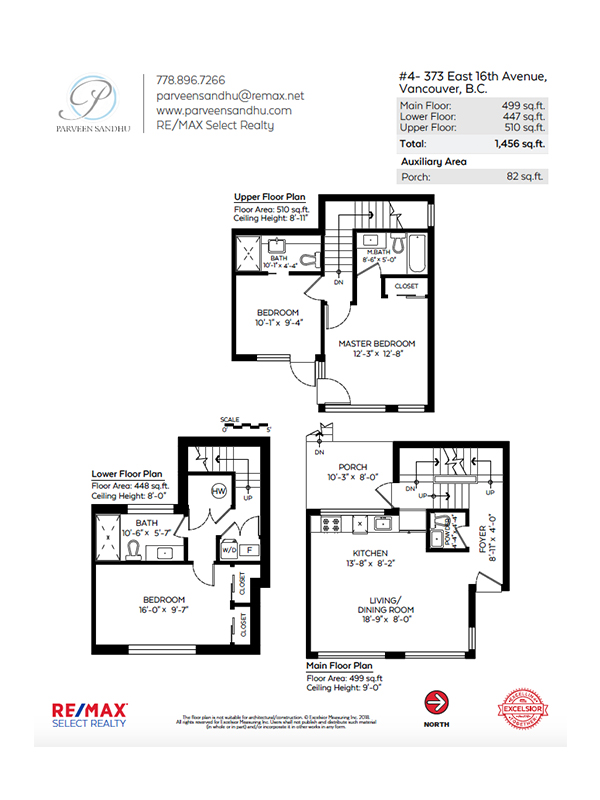 P
PARVEEN SANDHU
778.896.7266
parveensandhu@remax.net
www.parveensandhu.com
RE/MAX Select Realty
#4- 373 East 16th Avenue,
Vancouver, B.C.
Main Floor: 499 sq.ft.
Lower Floor: 447 sq.ft.
Upper Floor: 510 sq.ft.
Total: 1,456 sq.ft.
Auxiliary Area
Porch: 82 sq.ft.
Upper Floor Plan
Floor Area: 510 sq.ft.
Ceiling Height: 8'-11"
BATH
10'-1" x 4'-4"
M.BATH
8'-6" x 5'-0"
DN
CLOSET
BEDROOM
10'-1" x 9'-4"
MASTER BEDROOM
12'-3" x 12'-8"
SCALE
0' 5'
Lower Floor Plan
Floor Area: 448 sq.ft.
Ceiling Height: 8'-0"
HW
UP
BATH
10'-6" x 5'-7"
W/D
F
BEDROOM
16'-0" x 9'-7"
CLOSET
CLOSET
DN
PORCH
10'-3" x 8'-0"
DN
UP
UP
POWDER
4'-4" x 4'-4"
FOYER
8'-11" x 4'-0"
KITCHEN
13'-8" x 8'-2"
LIVING/
DINING ROOM
18'-9" x 8'-0"
Main Floor Plan
Floor Area: 499 sq.ft
Ceiling Height: 9'-0"
RE/MAX
SELECT REALTY
The floor plan is not suitable for architectural/construction. © Excelsior Measuring Inc. 2018.
All rights reserved for Excelsior Measuring Inc. Users shall not publish and distribute such material
(in whole or in part) and/or incorporate it in other works in any form.
NORTH
EXCELLING
EXCELSIOR
TOGETHER